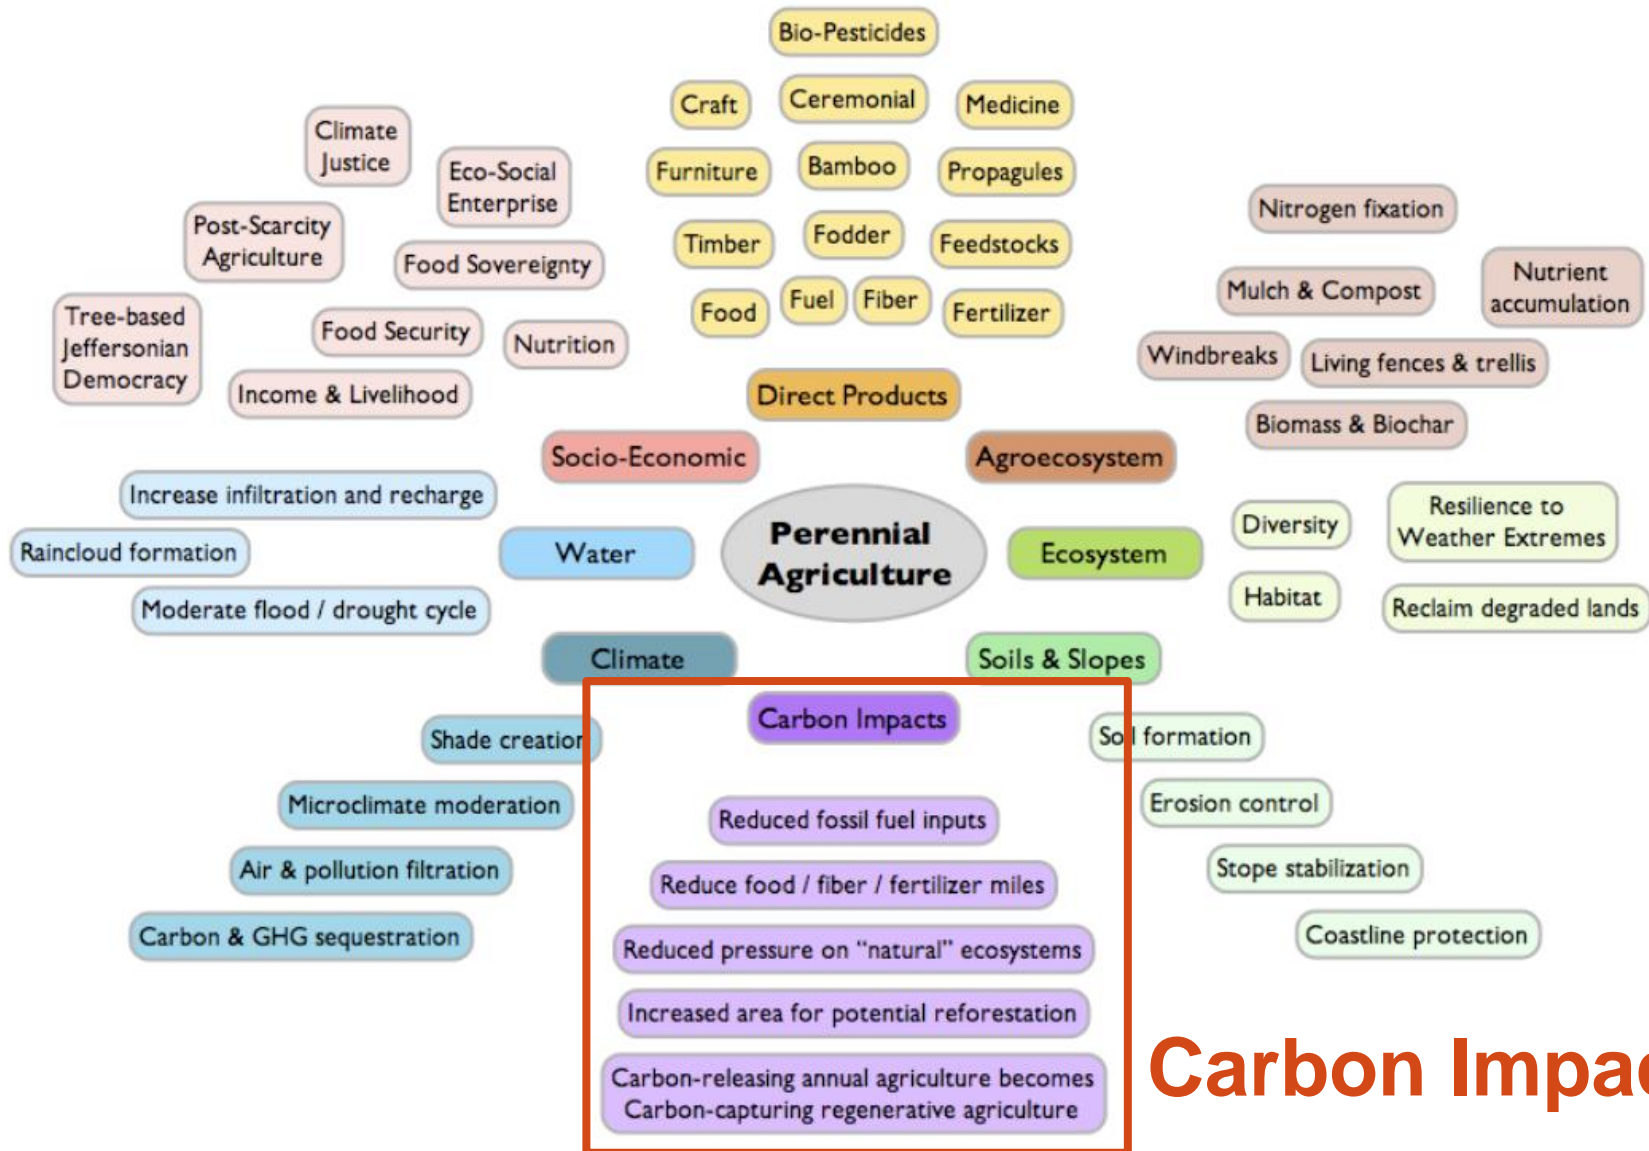 Bio-Pesticides
Craft
Ceremonial
Medicine
Furniture
Bamboo
Propagules
Timber
Fodder
Feedstocks
Food
Fuel
Fiber
Fertilizer
Direct Products
Climate
Justice
Eco-Social
Enterprise
Post-Scarcity
Agriculture
Food Sovereignty
Tree-based
Jeffersonian
Democracy
Food Security
Nutrition
Income & Livelihood
Socio-Economic
Nitrogen fixation
Nutrient
accumulation
Mulch & Compost
Windbreaks
Living fences & trellis
Biomass & Biochar
Agroecosystem
Increase infiltration and recharge
Raincloud formation
Moderate flood / drought cycle
Water
Perennial
Agriculture
Ecosystem
Diversity
Resilience to
Weather Extremes
Habitat
Reclaim degraded lands
Climate
Shade creation
Microclimate moderation
Air & pollution filtration
Carbon & GHG sequestration
Carbon Impacts
Reduced fossil fuel inputs
Reduce food / fiber / fertilizer miles
Reduced pressure on “natural” ecosystems
Increased area for potential reforestation
Carbon-releasing annual agriculture becomes
Carbon-capturing regenerative agriculture
Soils & Slopes
Soil formation
Erosion control
Stope stabilization
Coastline protection
Carbon Impac